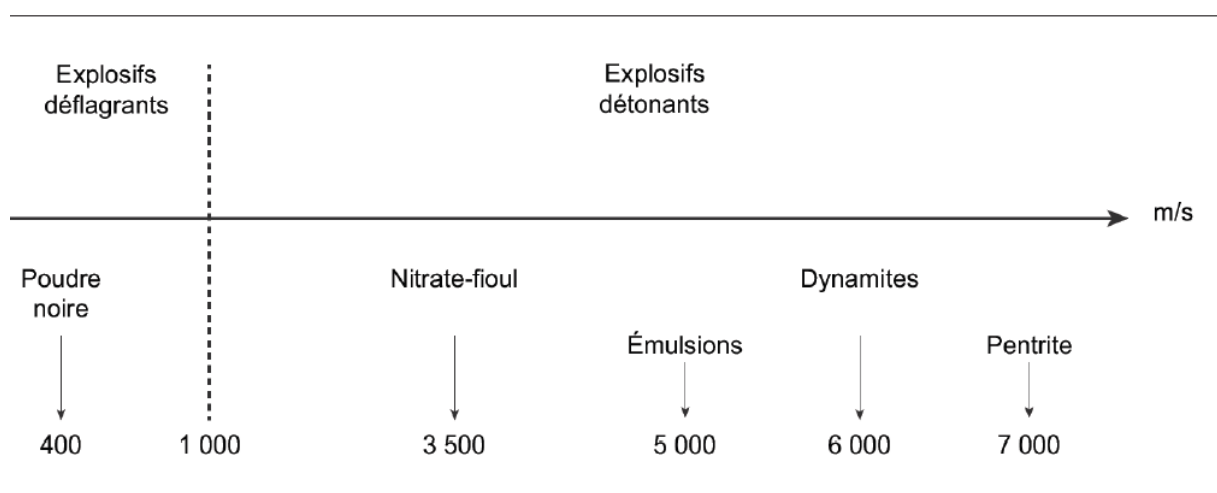 Explosifs
déflagrants
Explosifs
détonants
m/s
Poudre
noire
Nitrate-fioul
Dynamites
Émulsions
Pentrite
400
1 000
3 500
5 000
6 000
7 000